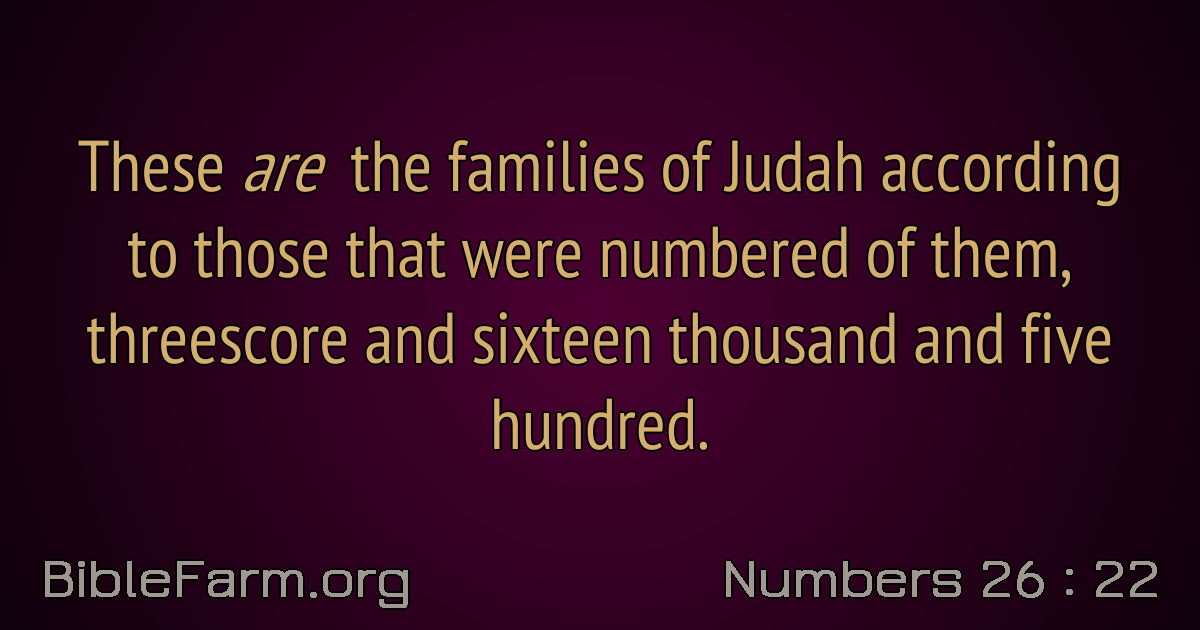 These are the families of Judah according
to those that were numbered of them,
threescore and sixteen thousand and five
hundred.
BibleFarm.org
Numbers 26 : 22